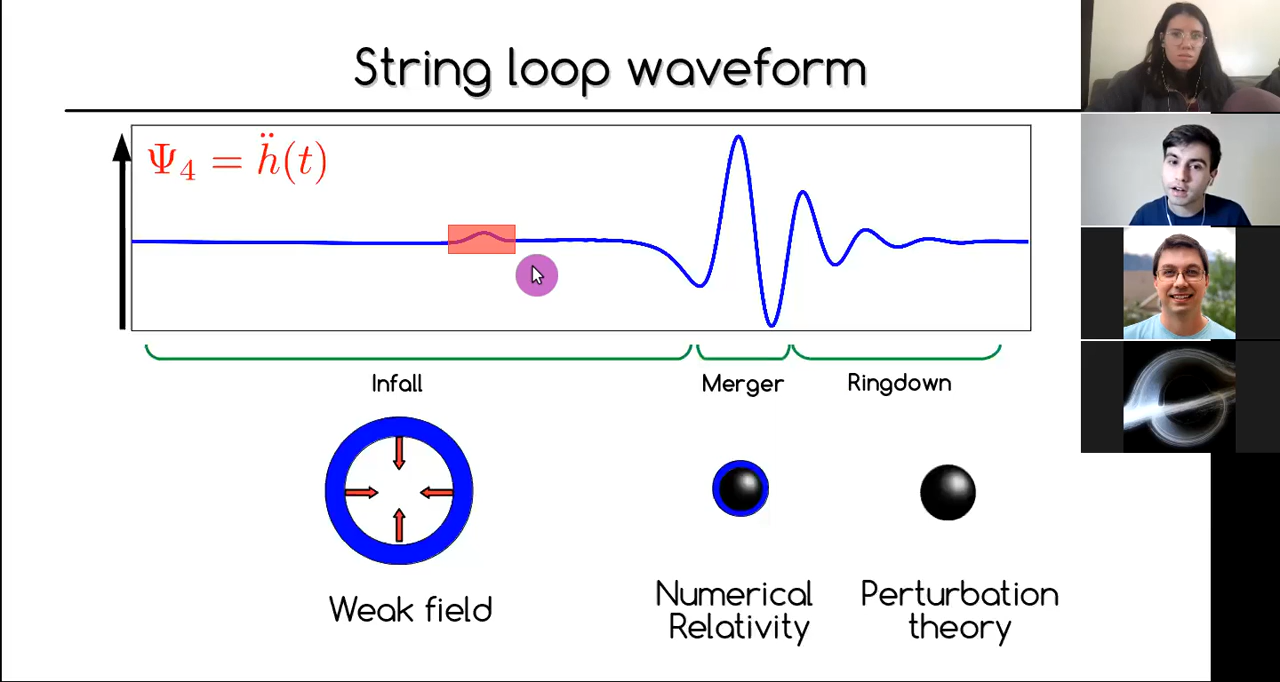 String loop waveform
Ψ₄ = ḧ(t)
Infall
Merger
Ringdown
Weak field
Numerical
Relativity
Perturbation
theory